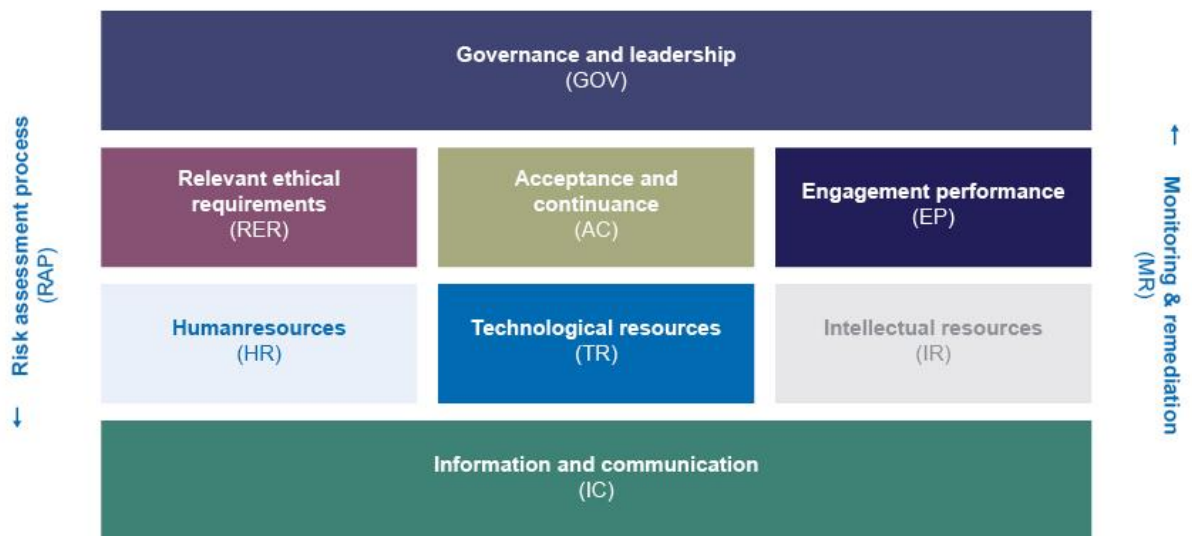 Governance and leadership
(GOV)
← Risk assessment process
(RAP)
Relevant ethical
requirements
(RER)
Acceptance and
continuance
(AC)
Engagement performance
(EP)
Humanresources
(HR)
Technological resources
(TR)
Intellectual resources
(IR)
← Monitoring & remediation
(MR)
Information and communication
(IC)